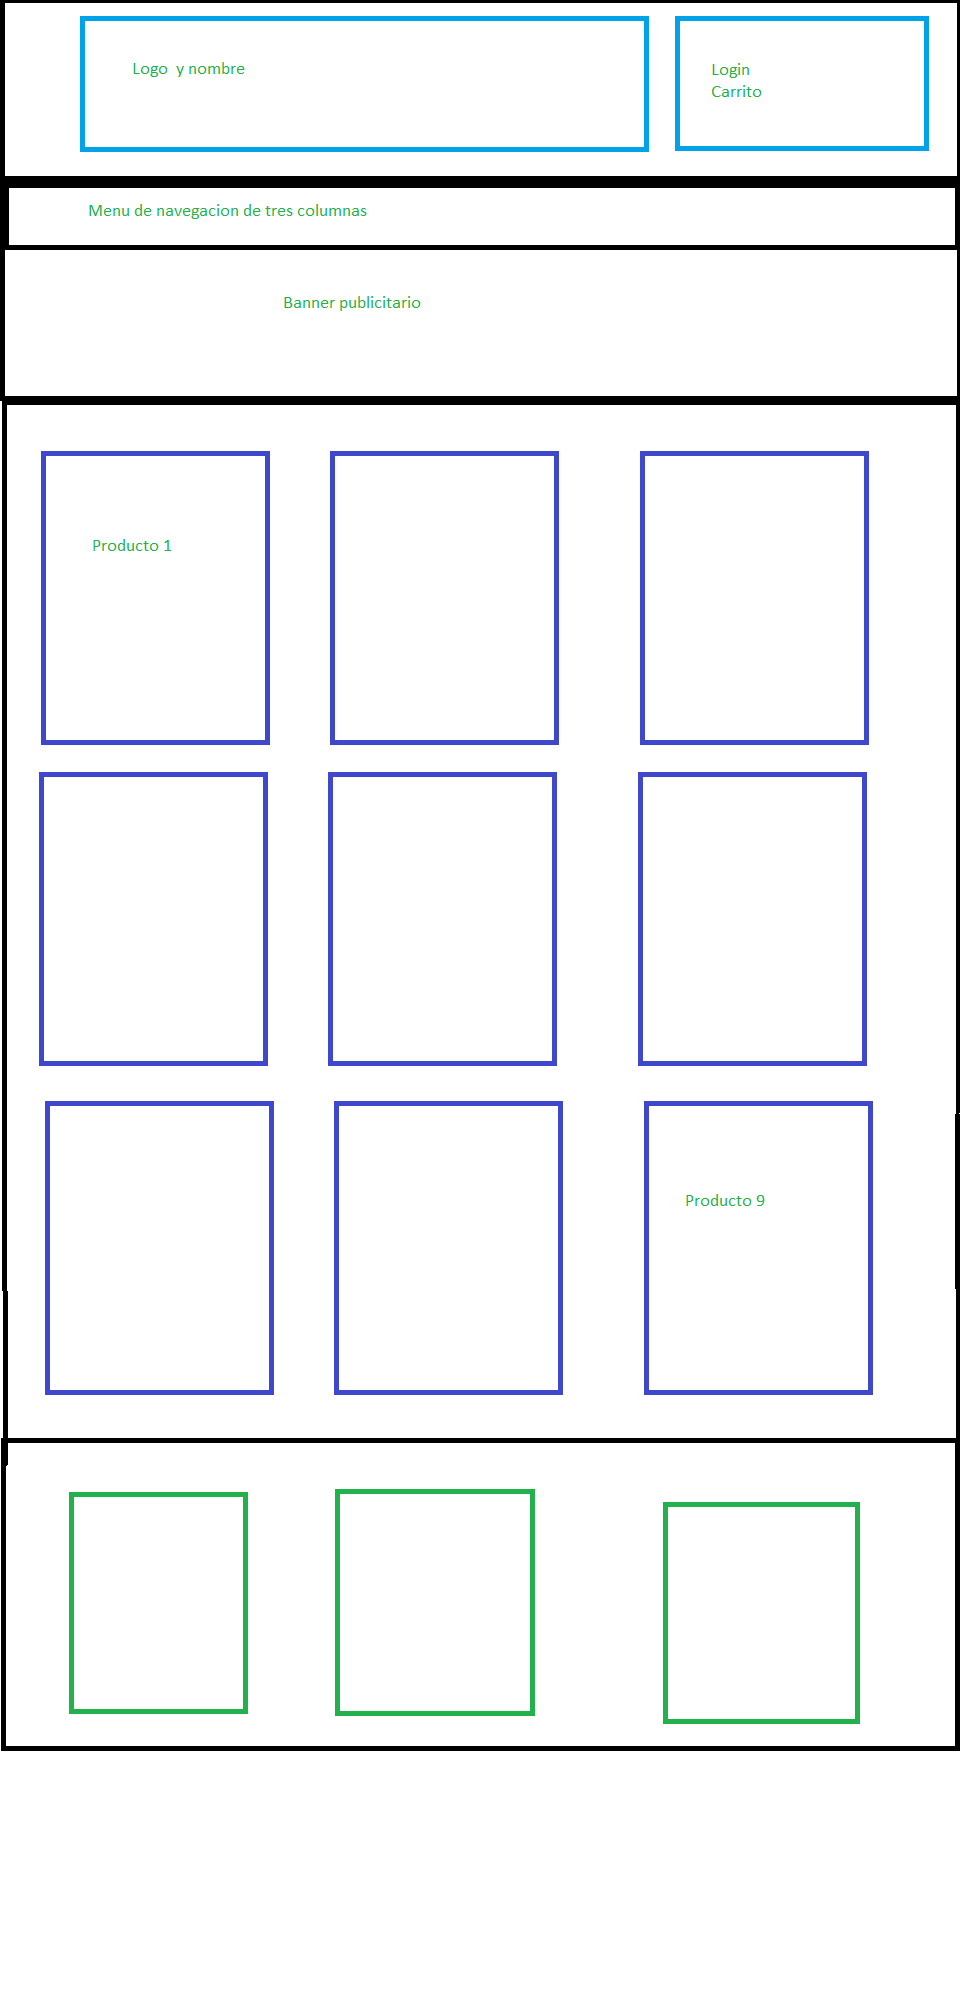 Logo  y nombre
Login
Carrito
Menu de navegacion de tres columnas
Banner publicitario
Producto 1
Producto 9